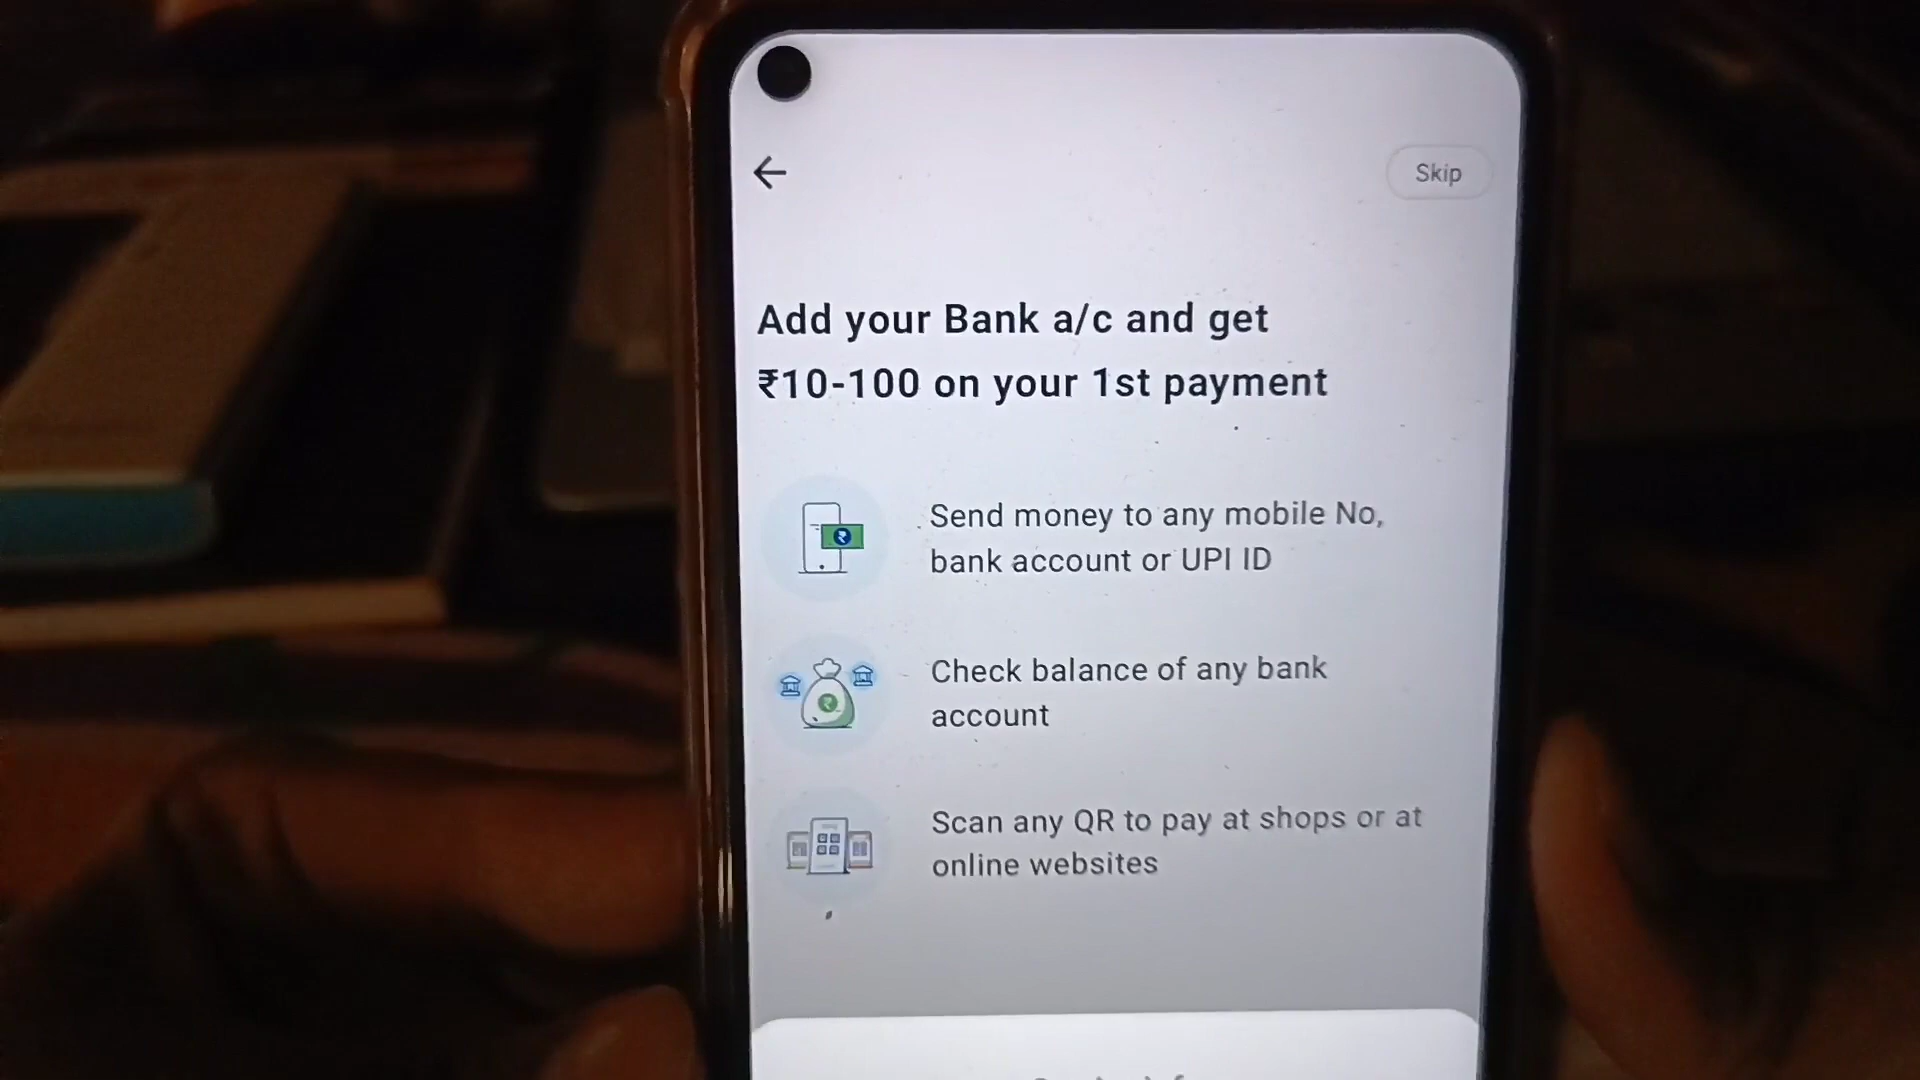 Skip
Add your Bank a/c and get
₹10-100 on your 1st payment
Send money to any mobile No,
bank account or UPI ID
Check balance of any bank
account
Scan any QR to pay at shops or at
online websites